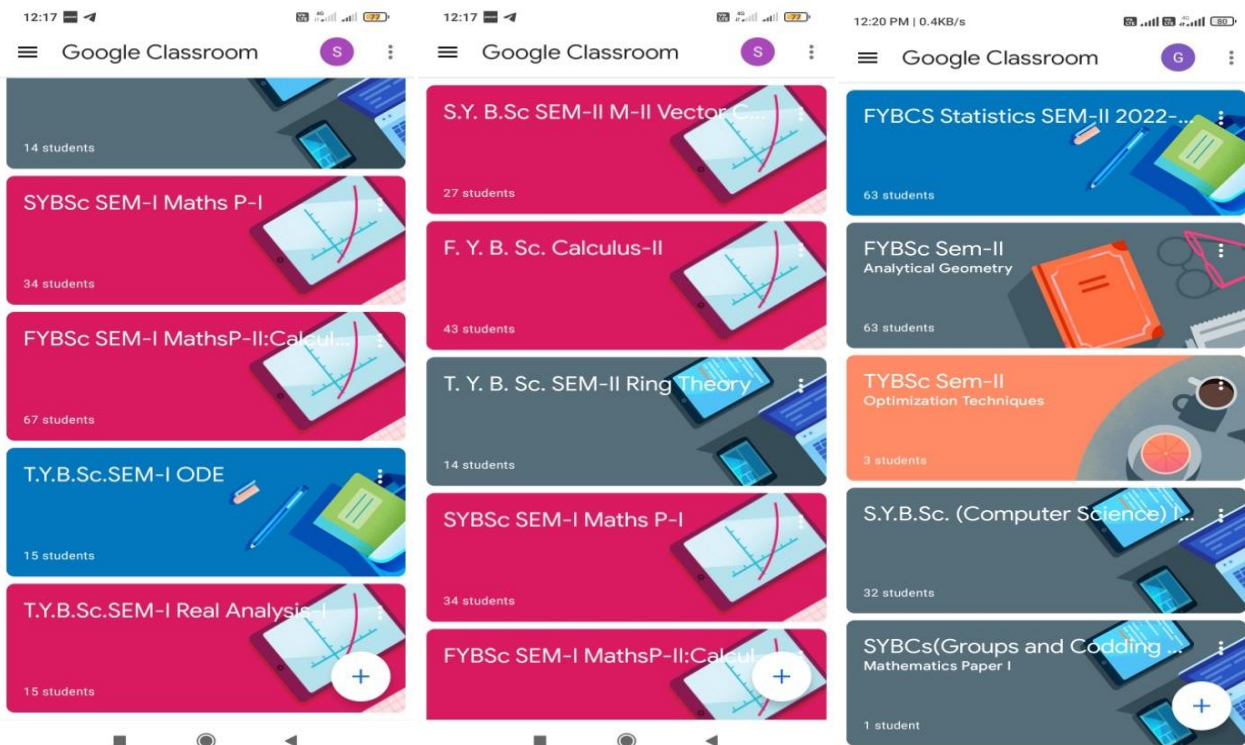 12:17
77
Google Classroom
S
14 students
SYBSc SEM-I Maths P-I
34 students
FYBSc SEM-I MathsP-II:Calcul...
67 students
T.Y.B.Sc.SEM-I ODE
15 students
T.Y.B.Sc.SEM-I Real Analysis-I
15 students
12:17
77
Google Classroom
S
S.Y. B.Sc SEM-II M-II Vector C...
27 students
F. Y. B. Sc. Calculus-II
43 students
T. Y. B. Sc. SEM-II Ring Theory
14 students
SYBSc SEM-I Maths P-I
34 students
FYBSc SEM-I MathsP-II:Calcul...
12:20 PM | 0.4KB/s
80
Google Classroom
G
FYBCS Statistics SEM-II 2022-...
63 students
FYBSc Sem-II
Analytical Geometry
63 students
TYBSc Sem-II
Optimization Techniques
3 students
S.Y.B.Sc. (Computer Science) I...
32 students
SYBCs(Groups and Codding ...
Mathematics Paper I
1 student